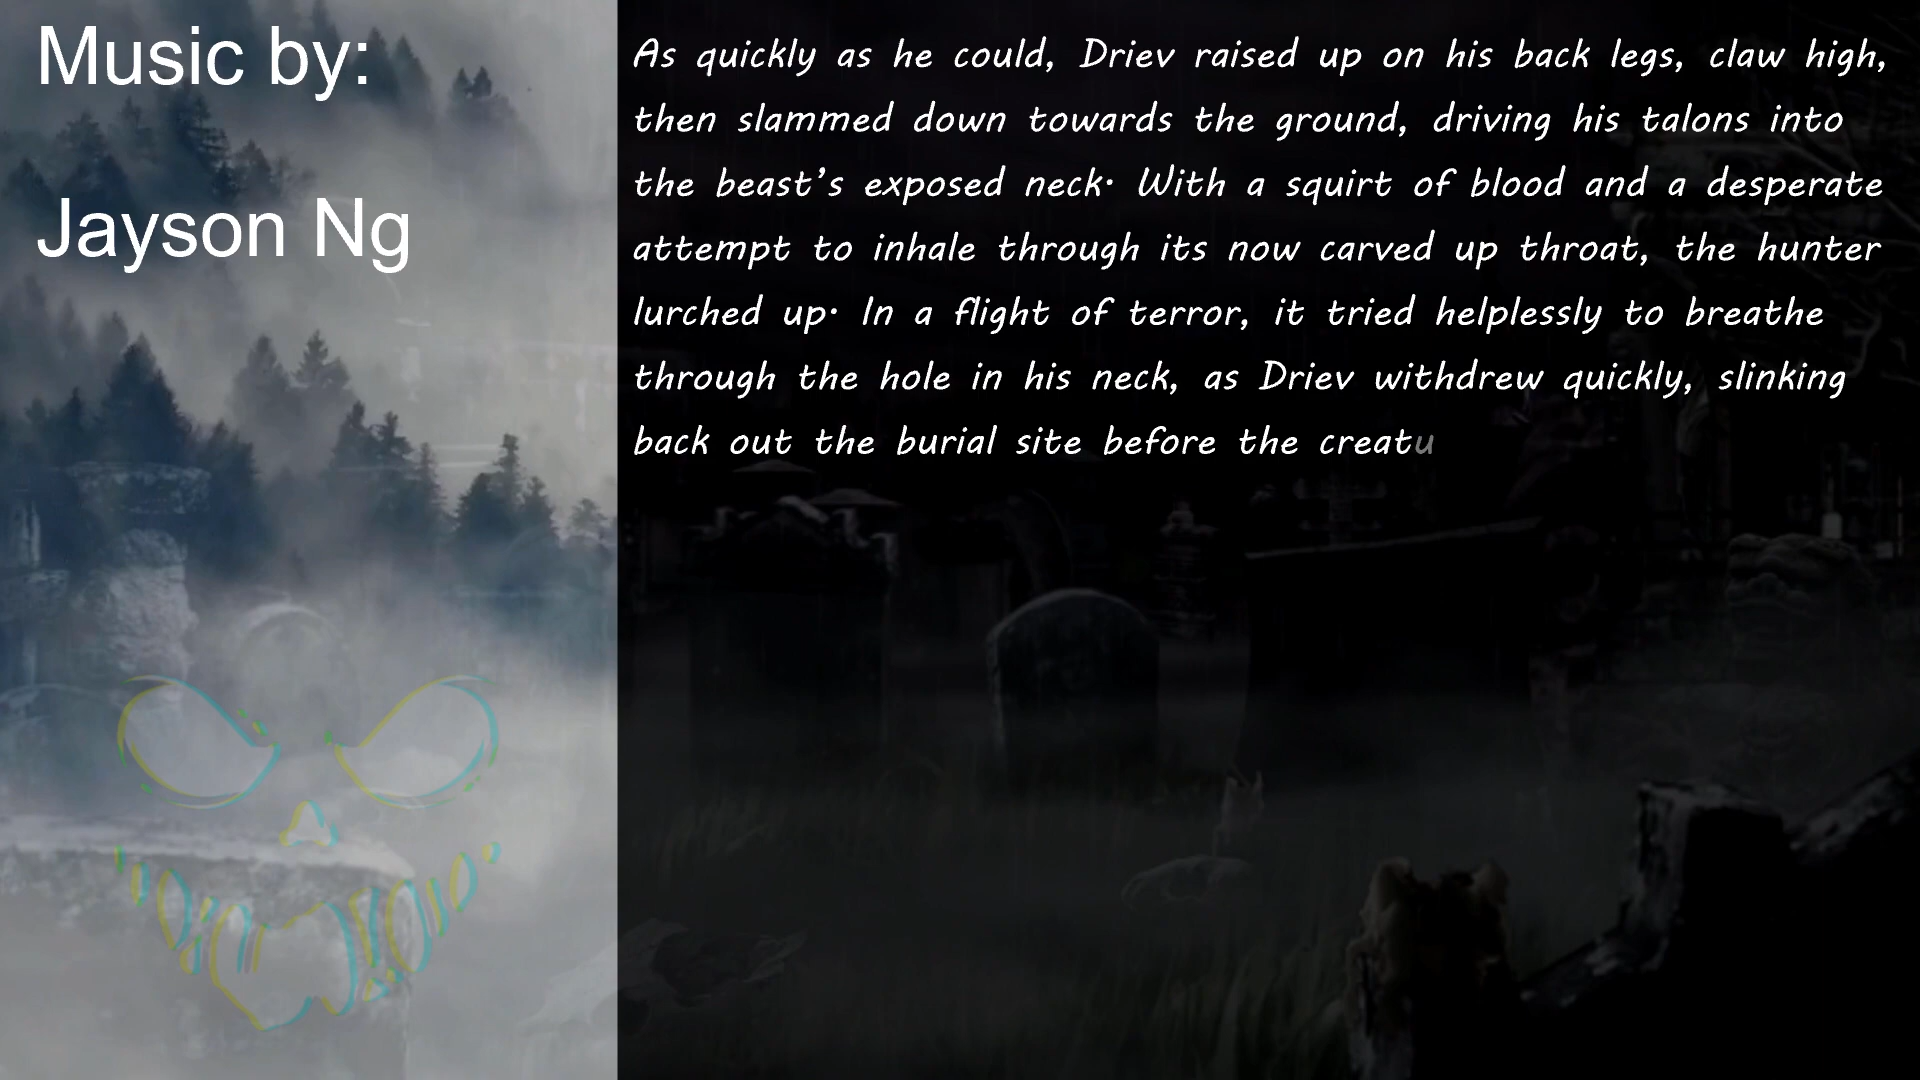 Music by:
Jayson Ng
As quickly as he could, Driev raised up on his back legs, claw high,
then slammed down towards the ground, driving his talons into
the beast's exposed neck. With a squirt of blood and a desperate
attempt to inhale through its now carved up throat, the hunter
lurched up. In a flight of terror, it tried helplessly to breathe
through the hole in his neck, as Driev withdrew quickly, slinking
back out the burial site before the creatu